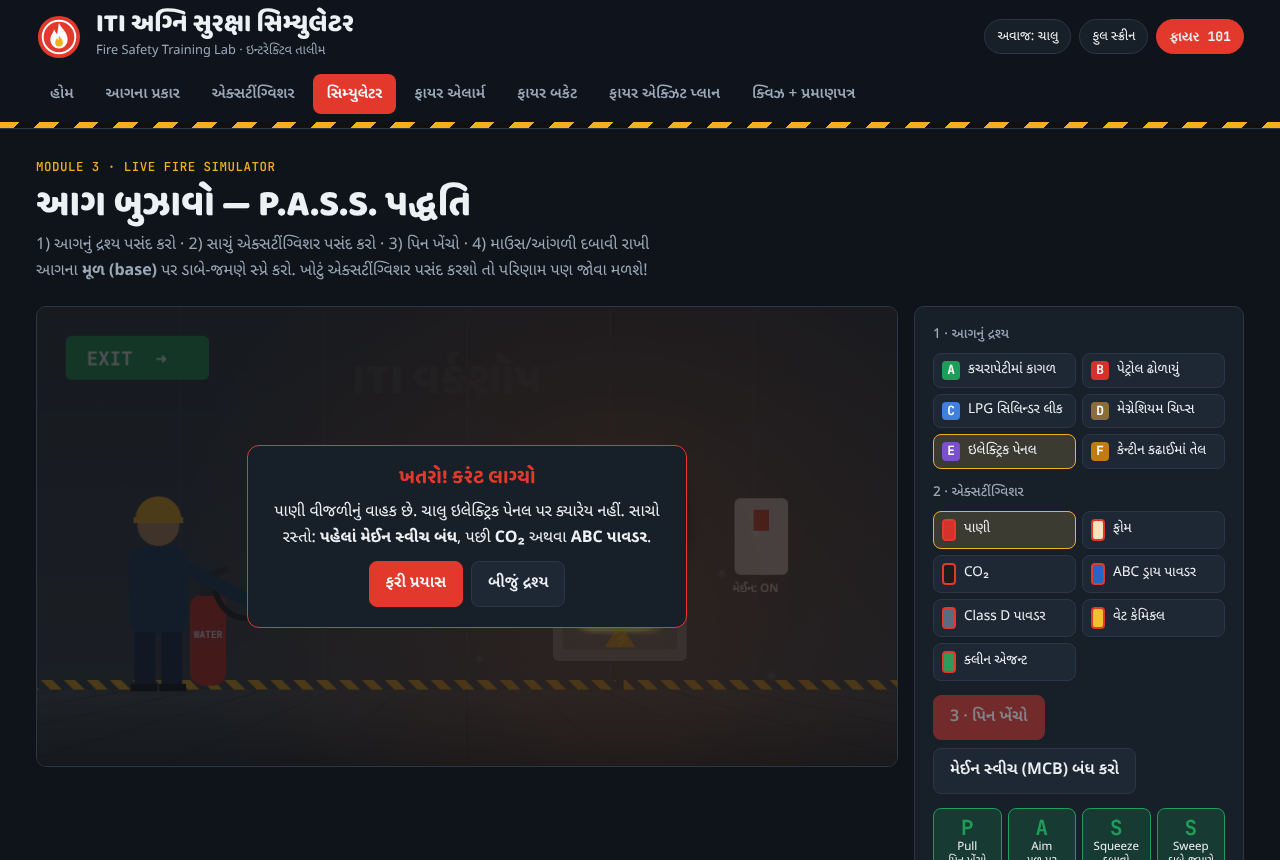 ITI અગ્નિ સુરક્ષા સિમ્યુલેટર
Fire Safety Training Lab · ઇન્ટરેક્ટિવ તાલીમ
અવાજ: ચાલુ
ફુલ સ્ક્રીન
ફાયર 101
હોમ
આગના પ્રકાર
એક્સટીંગ્વિશર
સિમ્યુલેટર
ફાયર એલાર્મ
ફાયર બકેટ
ફાયર એક્ઝિટ પ્લાન
ક્વિઝ + પ્રમાણપત્ર
MODULE 3 · LIVE FIRE SIMULATOR
આગ બુઝાવો — P.A.S.S. પદ્ધતિ
1) આગનું દ્રશ્ય પસંદ કરો · 2) સાચું એક્સટીંગ્વિશર પસંદ કરો · 3) પિન ખેંચો · 4) માઉસ/આંગળી દબાવી રાખી
આગના મૂળ (base) પર ડાબે-જમણે સ્પ્રે કરો. ખોટું એક્સટીંગ્વિશર પસંદ કરશો તો પરિણામ પણ જોવા મળશે!
EXIT →
ITI વર્કશોપ
ખતરો! કરંટ લાગ્યો
પાણી વીજળીનું વાહક છે. ચાલુ ઇલેક્ટ્રિક પેનલ પર ક્યારેય નહીં. સાચો
રસ્તો: પહેલાં મેઈન સ્વીચ બંધ, પછી CO₂ અથવા ABC પાવડર.
ફરી પ્રયાસ
બીજું દ્રશ્ય
મેઈન: ON
WATER
1 · આગનું દ્રશ્ય
A કચરાપેટીમાં કાગળ
B પેટ્રોલ ઢોળાયું
C LPG સિલિન્ડર લીક
D મેગ્નેશિયમ ચિપ્સ
E ઇલેક્ટ્રિક પેનલ
F કેન્ટીન કઢાઈમાં તેલ
2 · એક્સટીંગ્વિશર
પાણી
ફોમ
CO₂
ABC ડ્રાય પાવડર
Class D પાવડર
વેટ કેમિકલ
ક્લીન એજન્ટ
3 · પિન ખેંચો
મેઈન સ્વીચ (MCB) બંધ કરો
P
Pull
A
Aim
S
Squeeze
S
Sweep